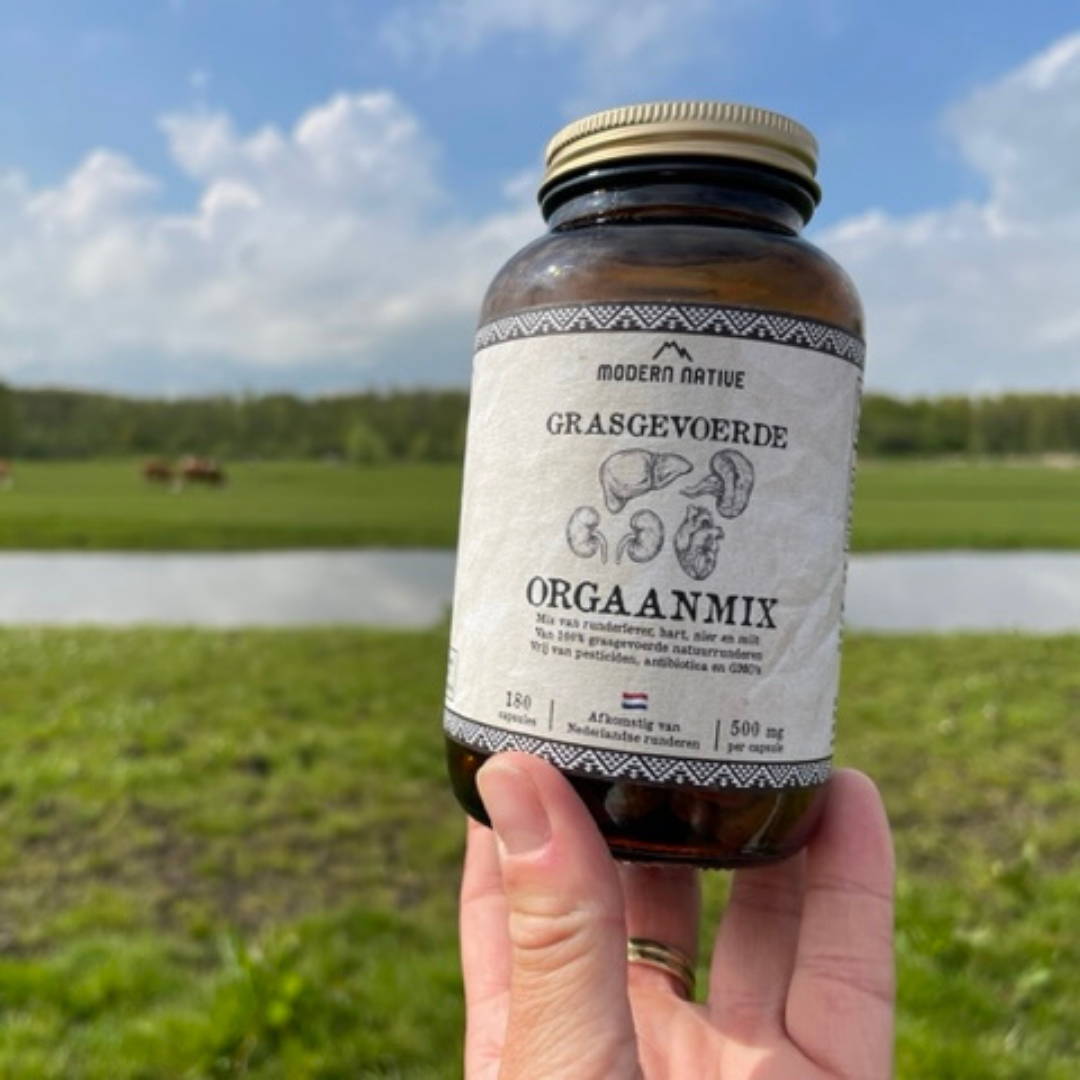 MODERN NATIVE
GRASGEVOERDE
ORGAANMIX
Mix van runderlever, hart, nier en milt
Van 100% grasgevoerde natuurrunderen
Vrij van pesticiden, antibiotica en GMO's
180
capsules
Afkomstig van
Nederlandse runderen
500 mg
per capsule